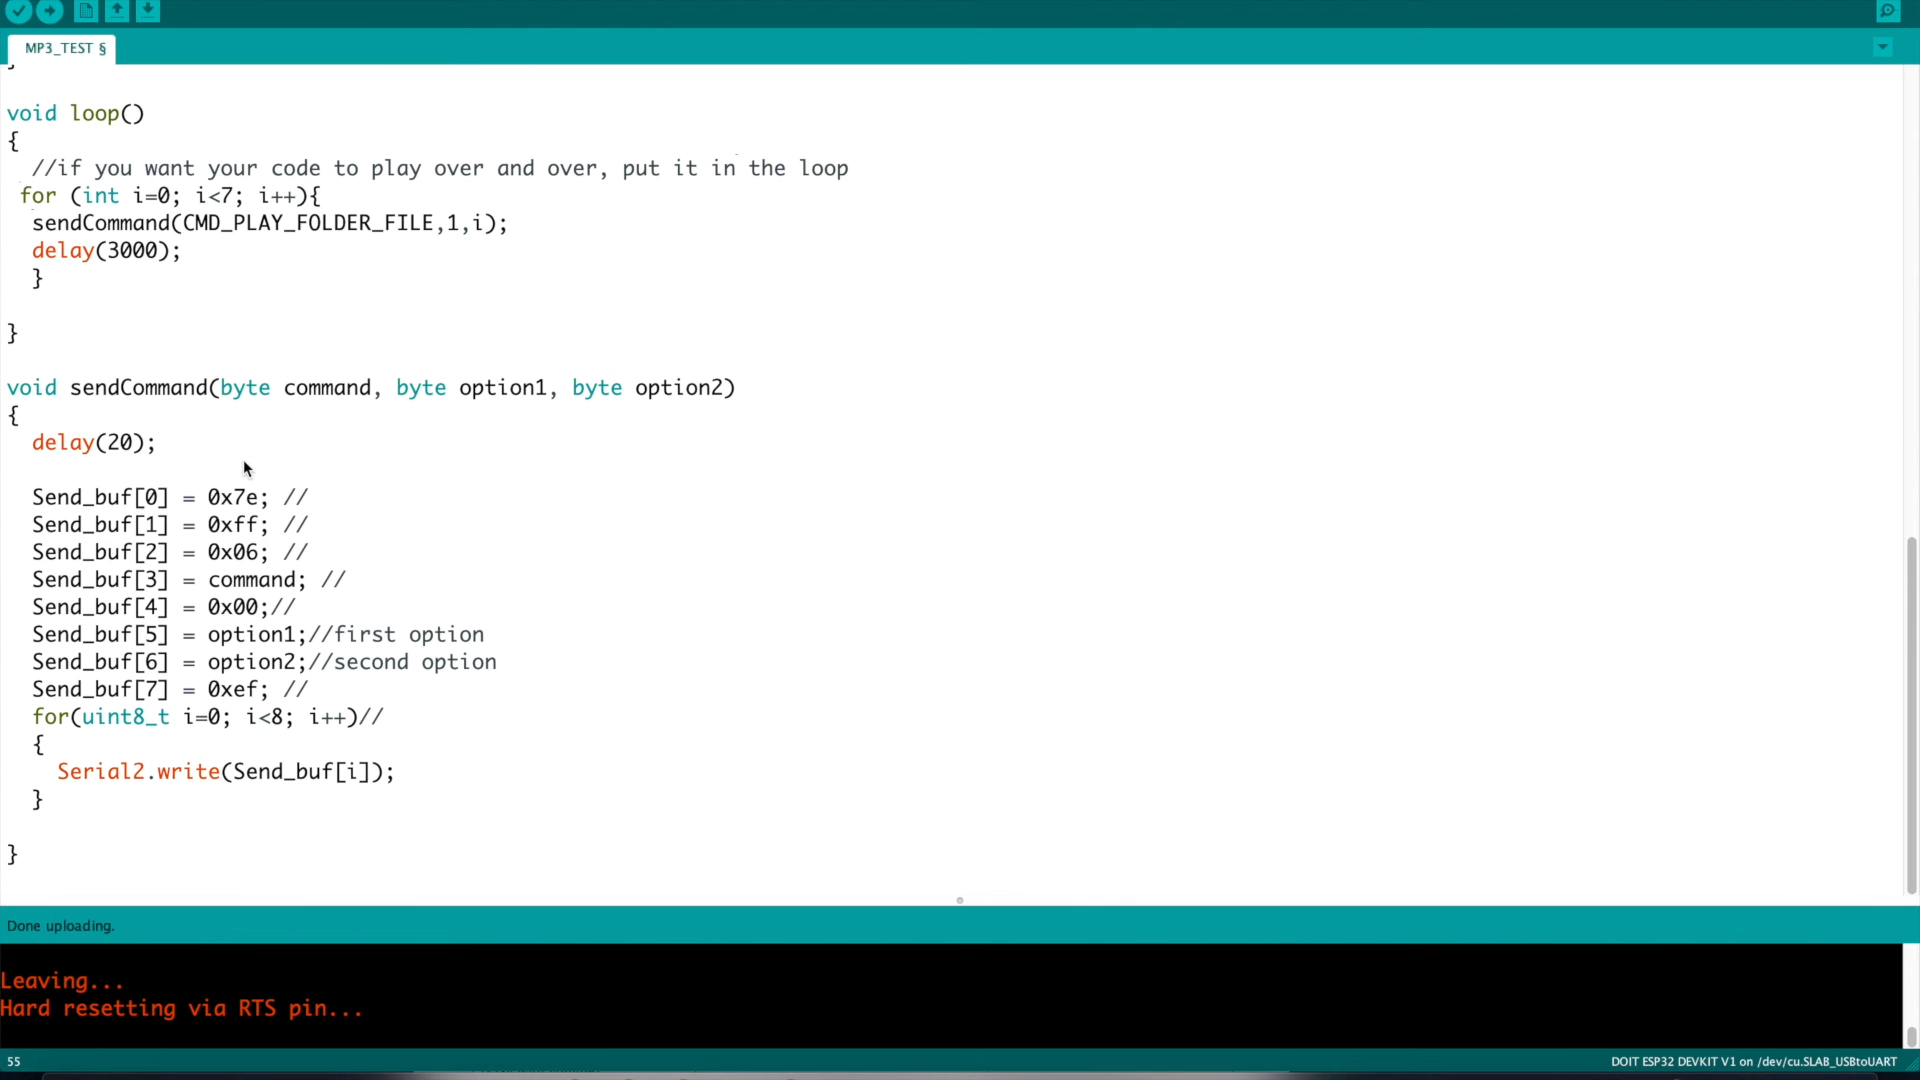 MP3_TEST §
}
void loop()
{
//if you want your code to play over and over, put it in the loop
for (int i=0; i<7; i++){
sendCommand(CMD_PLAY_FOLDER_FILE,1,i);
delay(3000);
}
}
void sendCommand(byte command, byte option1, byte option2)
{
delay(20);
Send_buf[0] = 0x7e; //
Send_buf[1] = 0xff; //
Send_buf[2] = 0x06; //
Send_buf[3] = command; //
Send_buf[4] = 0x00;//
Send_buf[5] = option1;//first option
Send_buf[6] = option2;//second option
Send_buf[7] = 0xef; //
for(uint8_t i=0; i<8; i++)//
{
Serial2.write(Send_buf[i]);
}
}
Done uploading.
Leaving...
Hard resetting via RTS pin...
55
DOIT ESP32 DEVKIT V1 on /dev/cu.SLAB_USBtoUART